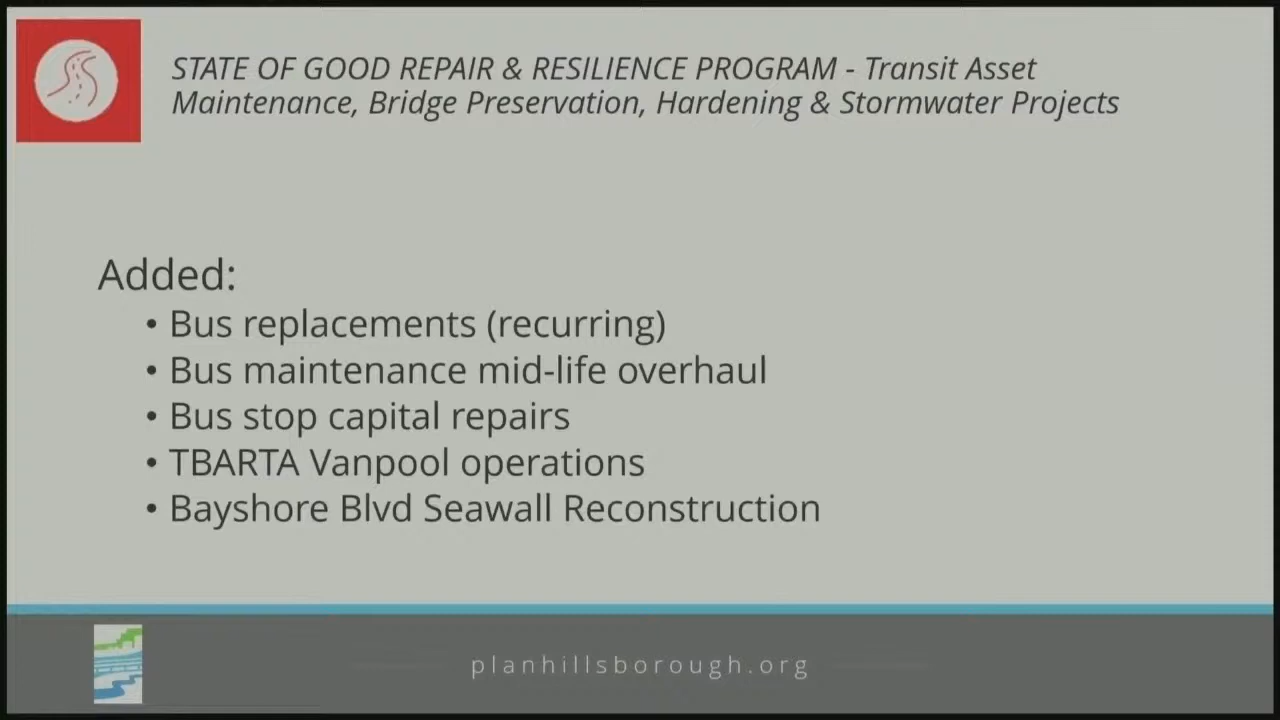 STATE OF GOOD REPAIR & RESILIENCE PROGRAM - Transit Asset
Maintenance, Bridge Preservation, Hardening & Stormwater Projects
Added:
• Bus replacements (recurring)
• Bus maintenance mid-life overhaul
• Bus stop capital repairs
• TBARTA Vanpool operations
• Bayshore Blvd Seawall Reconstruction
planhillsborough.org